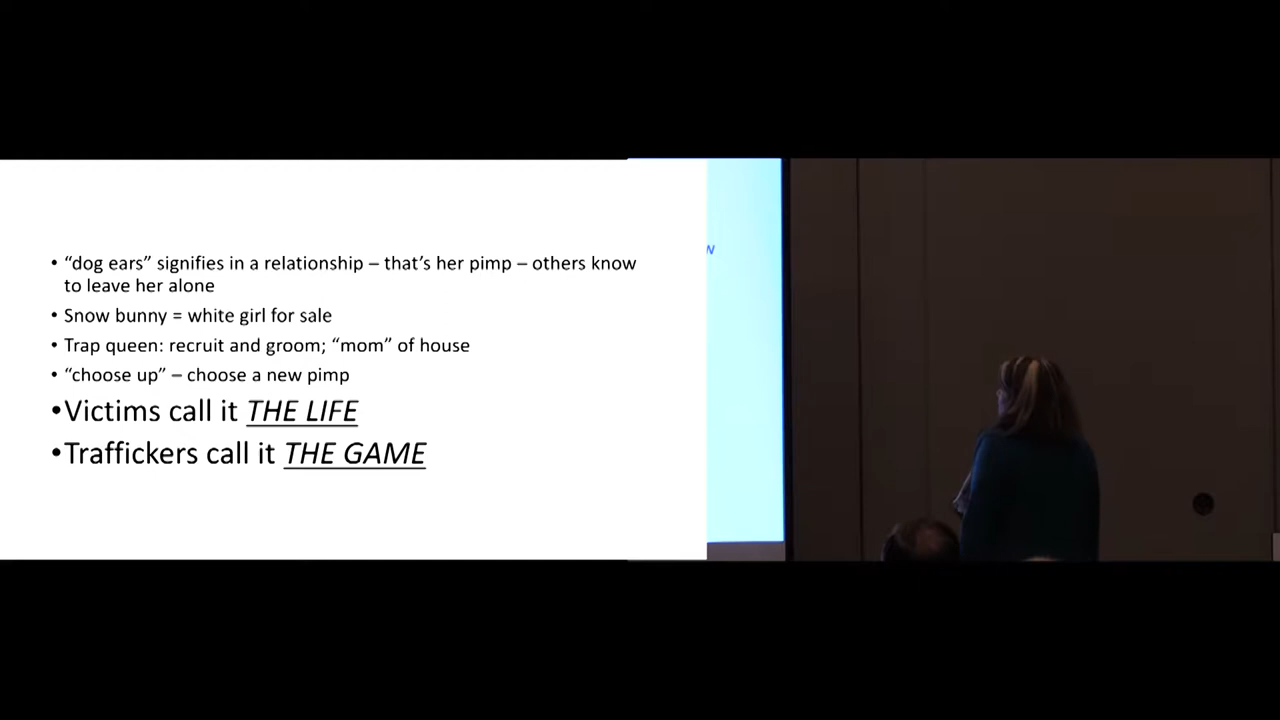 • “dog ears” signifies in a relationship – that’s her pimp – others know
to leave her alone
• Snow bunny = white girl for sale
• Trap queen: recruit and groom; “mom” of house
• “choose up” – choose a new pimp
•Victims call it THE LIFE
•Traffickers call it THE GAME